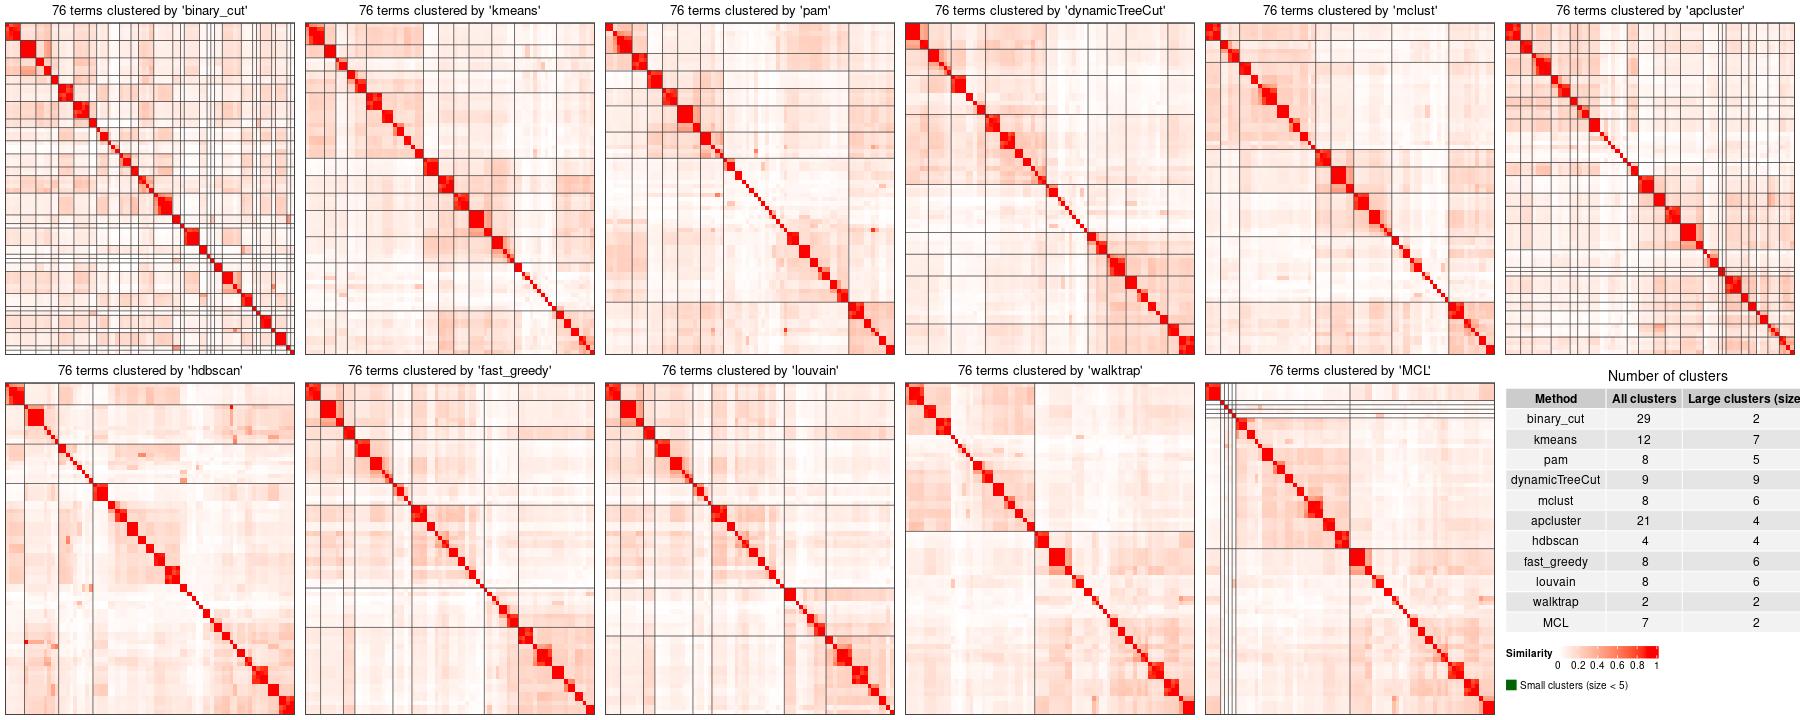 76 terms clustered by 'binary_cut'
76 terms clustered by 'kmeans'
76 terms clustered by 'pam'
76 terms clustered by 'dynamicTreeCut'
76 terms clustered by 'mclust'
76 terms clustered by 'apcluster'
76 terms clustered by 'hdbscan'
76 terms clustered by 'fast_greedy'
76 terms clustered by 'louvain'
76 terms clustered by 'walktrap'
76 terms clustered by 'MCL'
Number of clusters
Method All clusters Large clusters (size
binary_cut 29 2
kmeans 12 7
pam 8 5
dynamicTreeCut 9 9
mclust 8 6
apcluster 21 4
hdbscan 4 4
fast_greedy 8 6
louvain 8 6
walktrap 2 2
MCL 7 2
Similarity
0 0.2 0.4 0.6 0.8 1
Small clusters (size < 5)